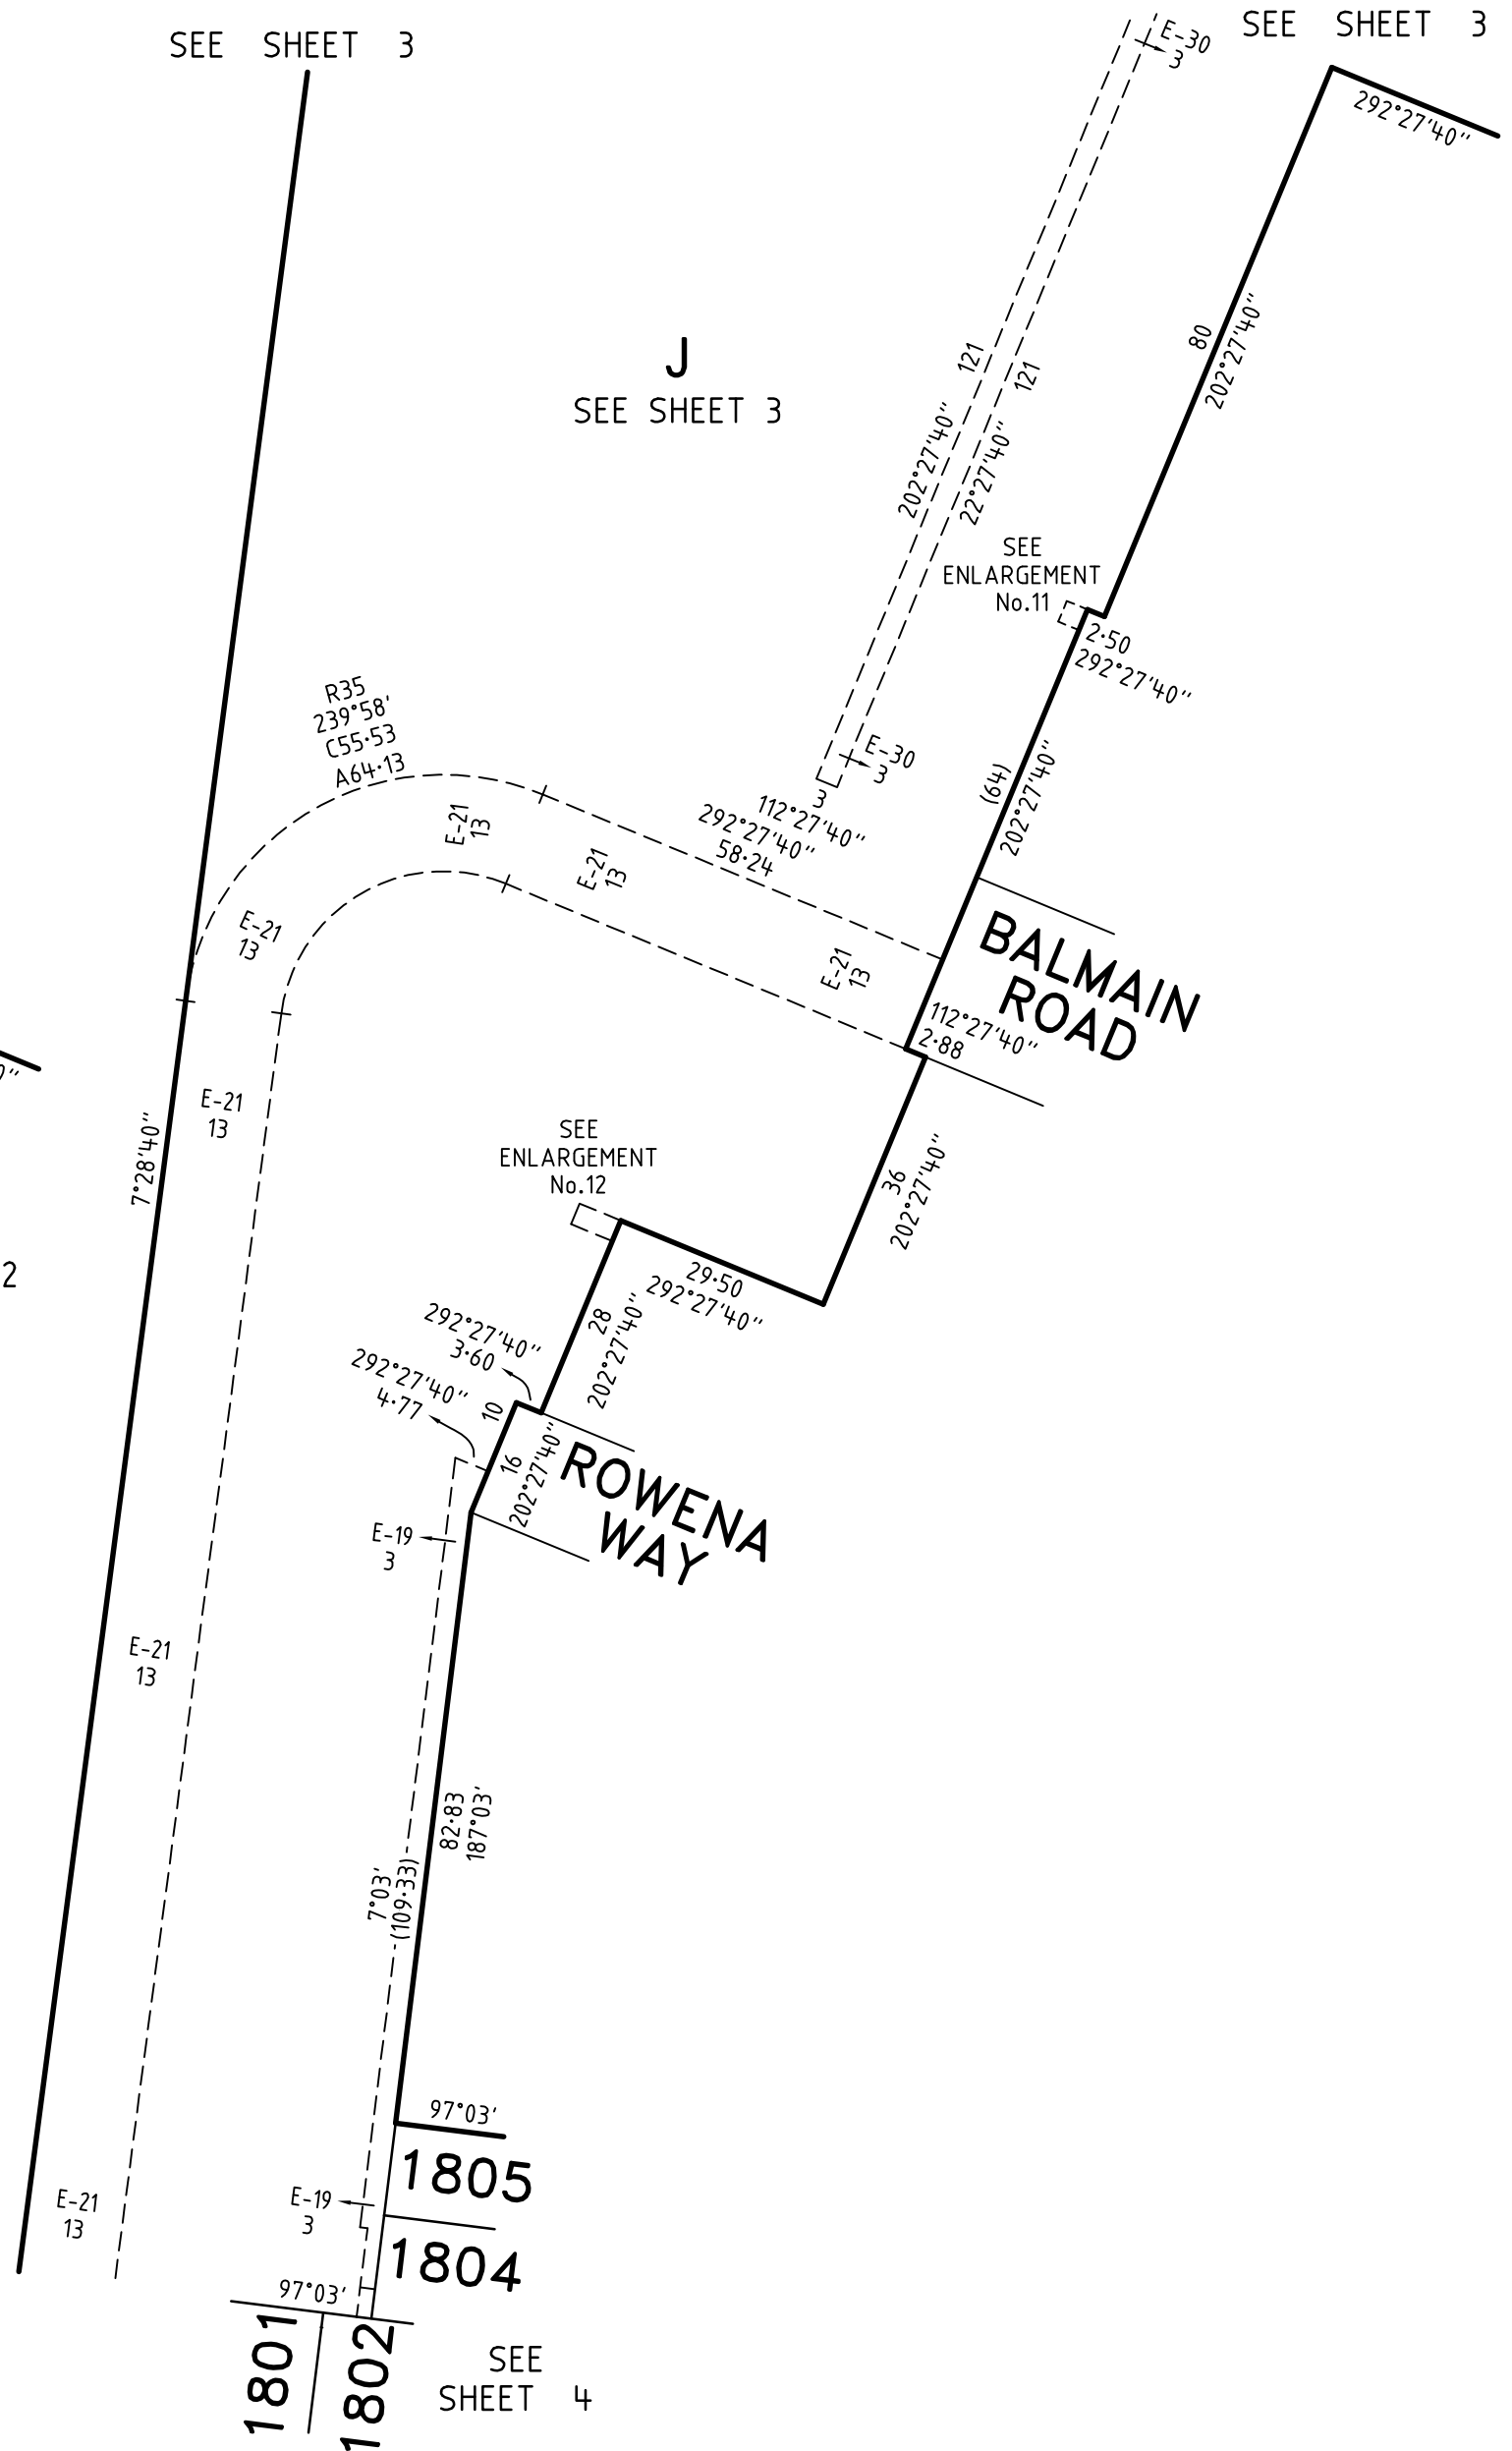 SEE SHEET 3
SEE SHEET 3
E-30
3
292°27'40"
80
202°27'40"
J
SEE SHEET 3
121
121
202°27'40"
22°27'40"
SEE
ENLARGEMENT
No.11
2·50
292°27'40"
R35
239°58'
C55·53
A64·13
E-30
3
3
112°27'40"
292°27'40"
58·24
(64)
202°27'40"
E-21
13
E-21
13
E-21
13
E-21
13
BALMAIN
ROAD
112°27'40"
2·88
E-21
13
7°28'40"
SEE
ENLARGEMENT
No.12
36
202°27'40"
2
29·50
292°27'40"
28
202°27'40"
292°27'40"
3·60
292°27'40"
4·77
10
16
202°27'40"
ROWENA
WAY
E-19
3
E-21
13
82·83
187°03'
7°03'
(109·33)
97°03'
1805
E-21
13
E-19
3
1804
97°03'
1801
1802
SEE
SHEET 4